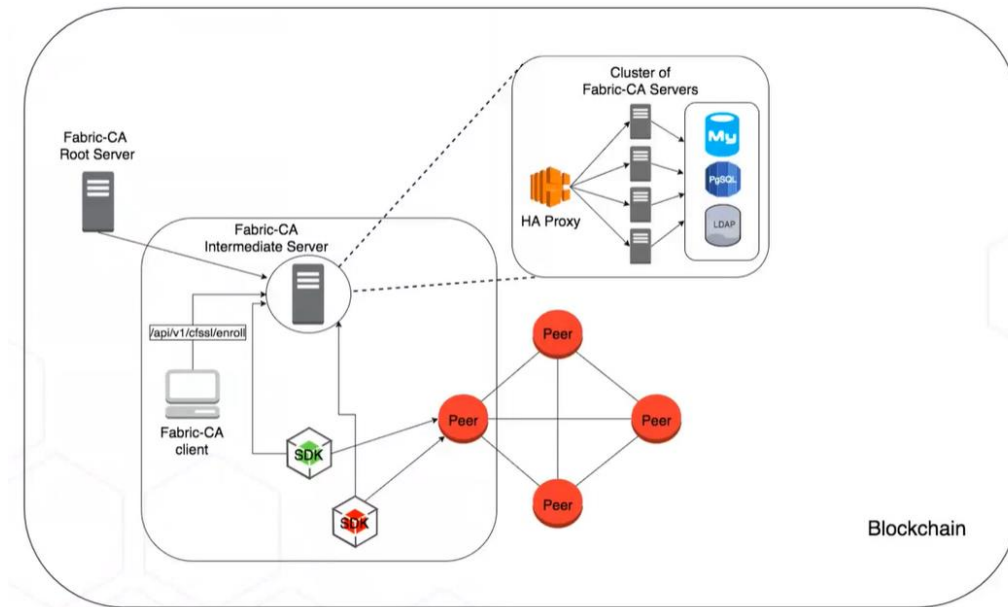 Cluster of
Fabric-CA Servers
My
PgSQL
LDAP
HA Proxy
Fabric-CA
Root Server
Fabric-CA
Intermediate Server
/api/v1/cfssl/enroll
Fabric-CA
client
SDK
SDK
Peer
Peer
Peer
Peer
Blockchain